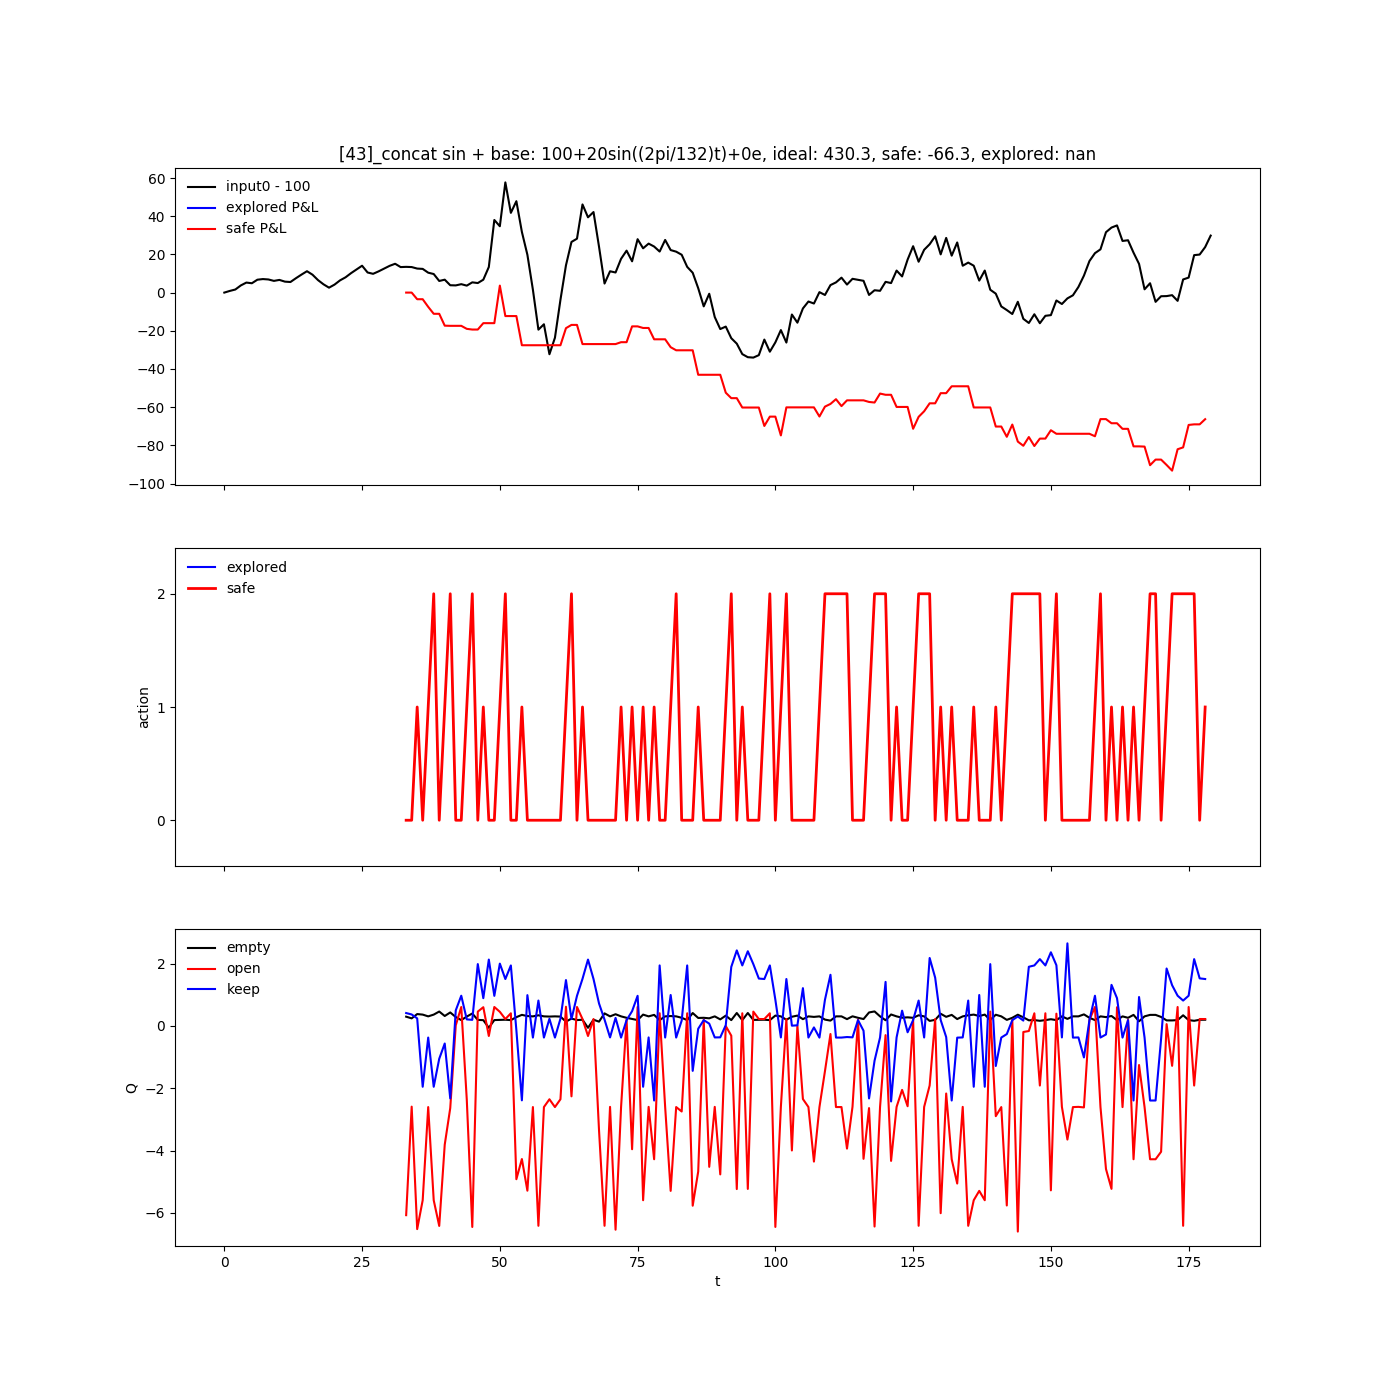 [43]_concat sin + base: 100+20sin((2pi/132)t)+0e, ideal: 430.3, safe: -66.3, explored: nan
60
40
20
0
−20
−40
−60
−80
−100
input0 - 100
explored P&L
safe P&L
2
1
0
action
explored
safe
2
0
−2
−4
−6
Q
empty
open
keep
0 25 50 75 100 125 150 175
t